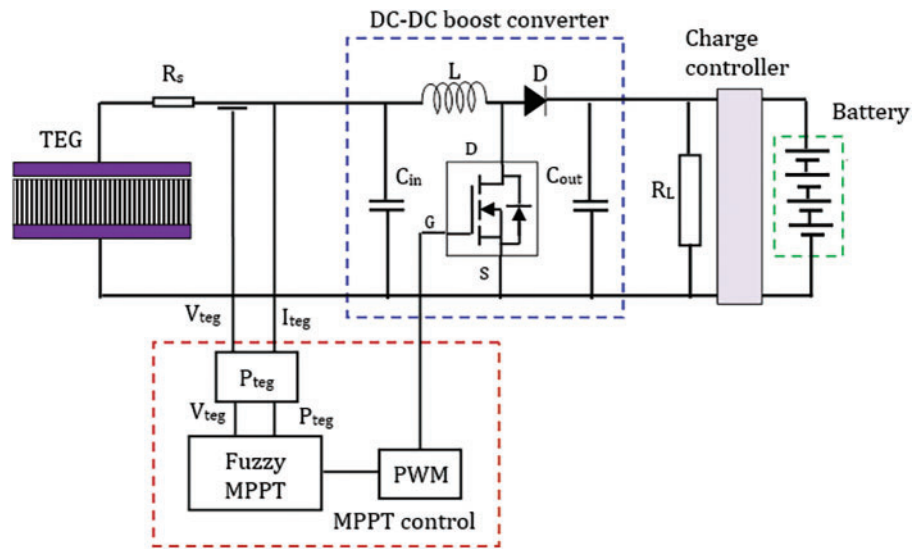 DC-DC boost converter
Charge
controller
Rs
L
D
TEG
Battery
D
Cin
Cout
RL
G
S
Vteg
Iteg
Pteg
Vteg
Pteg
Fuzzy
MPPT
PWM
MPPT control